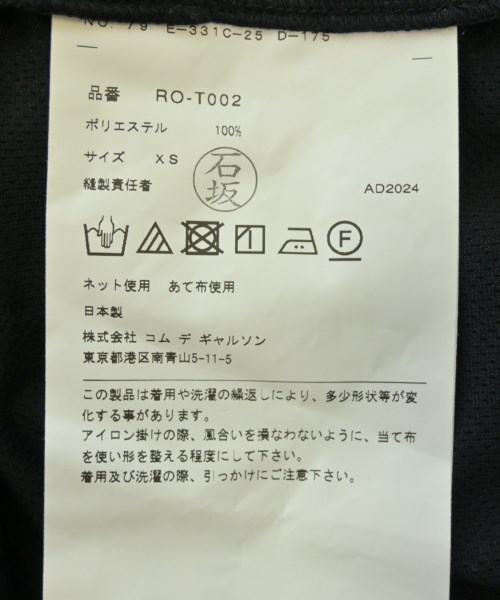 NO. 79 E-331C-25 D-175
品番 RO-T002
ポリエステル 100%
サイズ XS
石坂
縫製責任者 AD2024
F
ネット使用 あて布使用
日本製
株式会社 コム デ ギャルソン
東京都港区南青山5-11-5
この製品は着用や洗濯の繰返しにより、多少形状等が変
化する事があります。
アイロン掛けの際、風合いを損なわないように、当て布
を使い形を整える程度にして下さい。
着用及び洗濯の際、引っかけにご注意下さい。